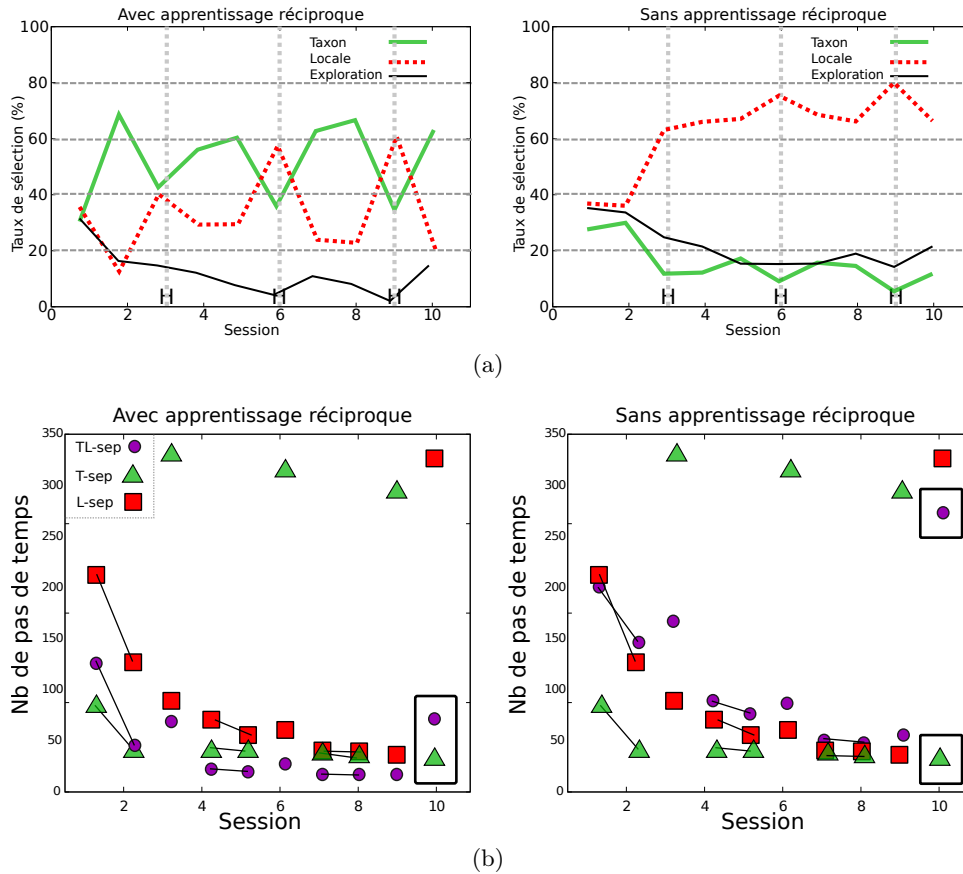 Avec apprentissage réciproque
Taux de sélection (%)
100
80
60
40
20
0
Taxon
Locale
Exploration
0
2
4
6
8
10
Session
Sans apprentissage réciproque
Taux de sélection (%)
100
80
60
40
20
0
Taxon
Locale
Exploration
0
2
4
6
8
10
Session
(a)
Avec apprentissage réciproque
Nb de pas de temps
350
300
250
200
150
100
50
0
TL-sep
T-sep
L-sep
2
4
6
8
10
Session
Sans apprentissage réciproque
Nb de pas de temps
350
300
250
200
150
100
50
0
2
4
6
8
10
Session
(b)